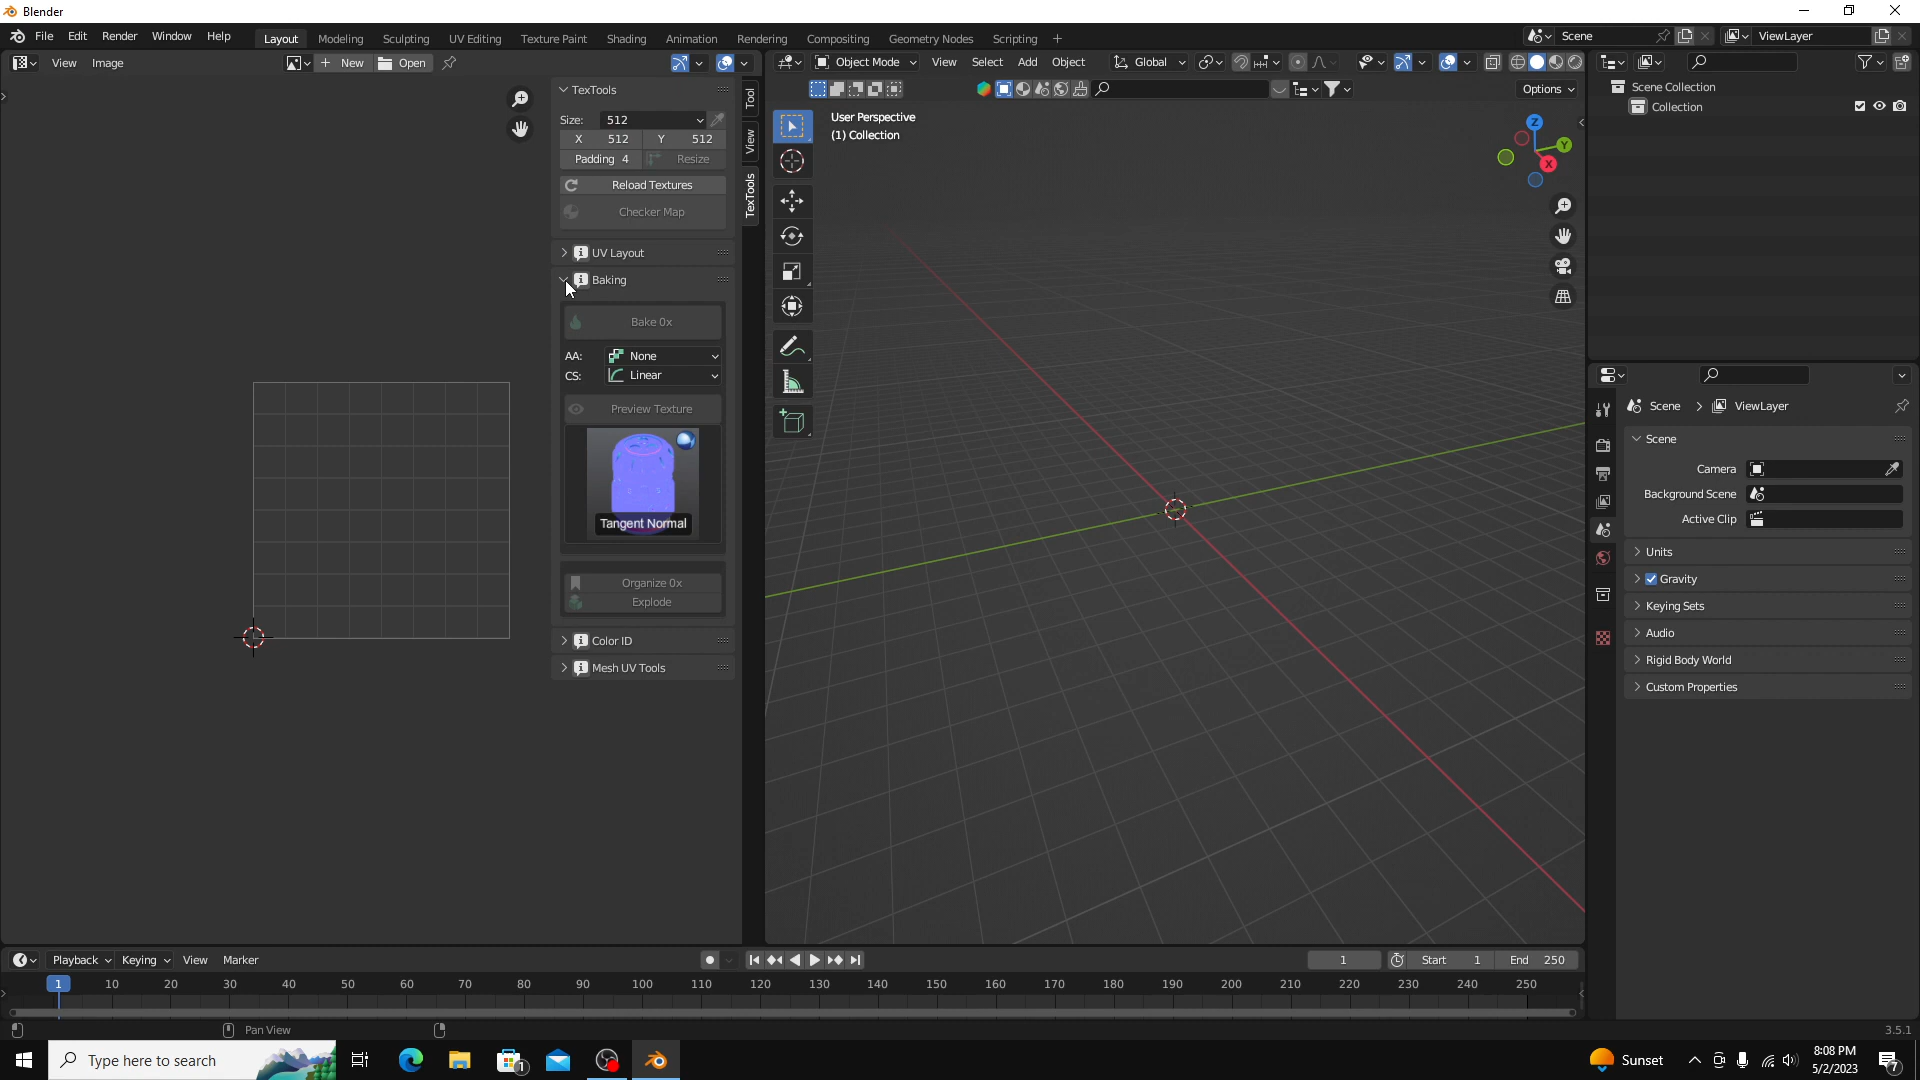 Blender
File Edit Render Window Help
Layout Modeling Sculpting UV Editing Texture Paint Shading Animation Rendering Compositing Geometry Nodes Scripting +
Scene
ViewLayer
View Image
New
Open
Object Mode
View Select Add Object
Global
Options
TexTools
Size: 512
X 512 Y 512
Padding 4 Resize
Reload Textures
Checker Map
UV Layout
Baking
Bake 0x
AA: None
CS: Linear
Preview Texture
Tangent Normal
Organize 0x
Explode
Color ID
Mesh UV Tools
Tool
View
TexTools
User Perspective
(1) Collection
Z
Y
X
Scene Collection
Collection
Scene > ViewLayer
Scene
Camera
Background Scene
Active Clip
Units
Gravity
Keying Sets
Audio
Rigid Body World
Custom Properties
Playback Keying View Marker
1
Start 1
End 250
1 10 20 30 40 50 60 70 80 90 100 110 120 130 140 150 160 170 180 190 200 210 220 230 240 250
Pan View
3.5.1
Type here to search
1
Sunset
8:08 PM
5/2/2023
7